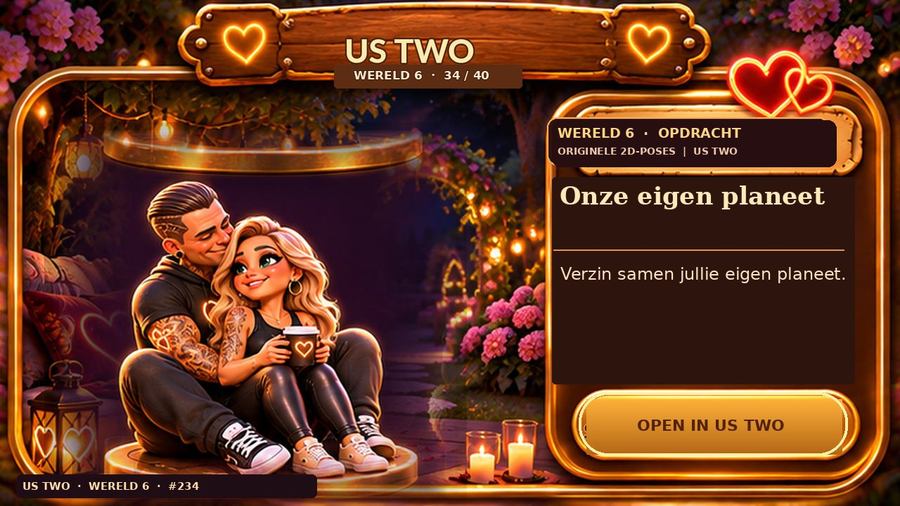 US TWO
WERELD 6 · 34 / 40
WERELD 6 · OPDRACHT
ORIGINELE 2D-POSES | US TWO
Onze eigen planeet
Verzin samen jullie eigen planeet.
OPEN IN US TWO
US TWO · WERELD 6 · #234